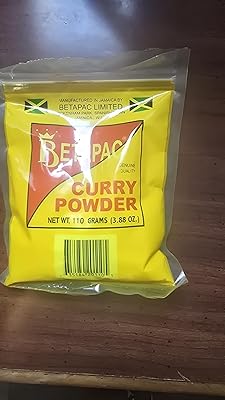 MANUFACTURED IN JAMAICA BY
BETAPAC LIMITED
BETAPAC
GENUINE
QUALITY
CURRY
POWDER
NET WT. 110 GRAMS (3.88 OZ.)